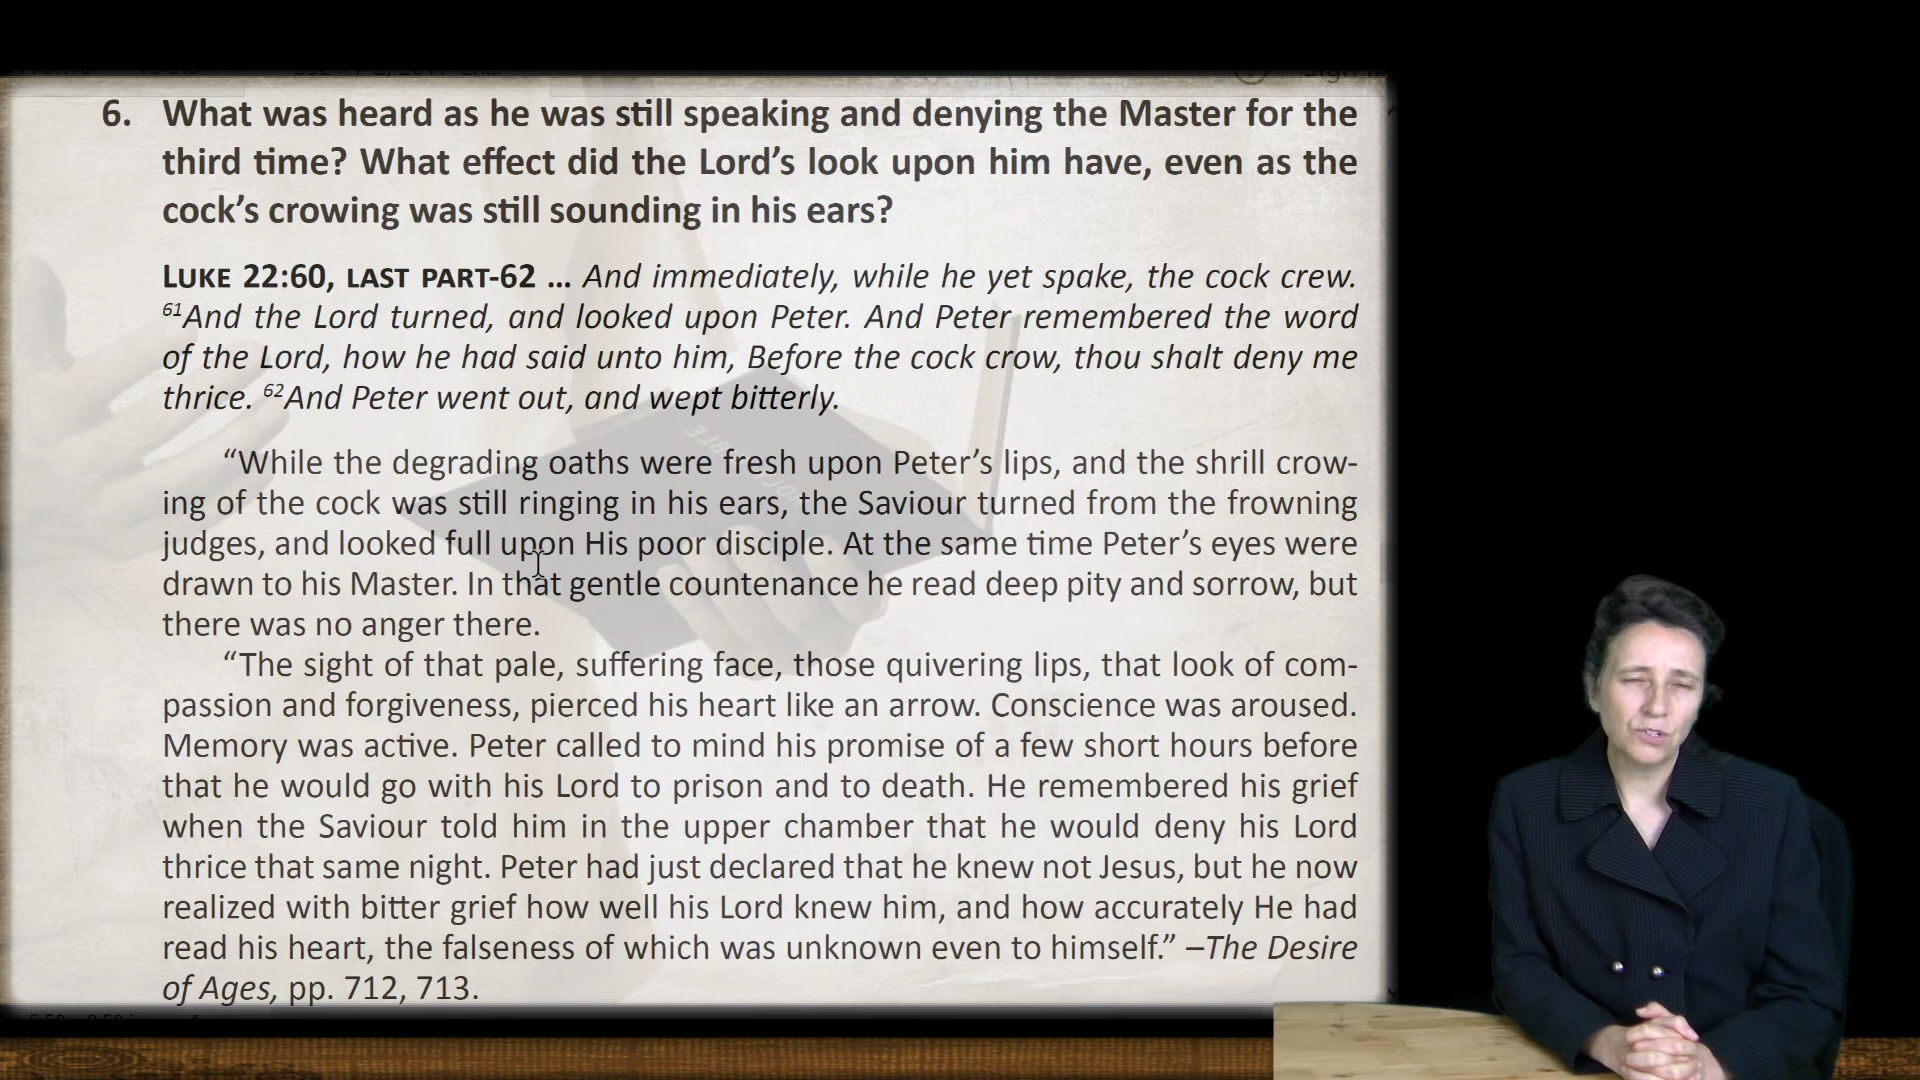 6. What was heard as he was still speaking and denying the Master for the
third time? What effect did the Lord’s look upon him have, even as the
cock’s crowing was still sounding in his ears?
LUKE 22:60, LAST PART-62 ... And immediately, while he yet spake, the cock crew.
61And the Lord turned, and looked upon Peter. And Peter remembered the word
of the Lord, how he had said unto him, Before the cock crow, thou shalt deny me
thrice. 62And Peter went out, and wept bitterly.
“While the degrading oaths were fresh upon Peter’s lips, and the shrill crow-
ing of the cock was still ringing in his ears, the Saviour turned from the frowning
judges, and looked full upon His poor disciple. At the same time Peter’s eyes were
drawn to his Master. In that gentle countenance he read deep pity and sorrow, but
there was no anger there.
“The sight of that pale, suffering face, those quivering lips, that look of com-
passion and forgiveness, pierced his heart like an arrow. Conscience was aroused.
Memory was active. Peter called to mind his promise of a few short hours before
that he would go with his Lord to prison and to death. He remembered his grief
when the Saviour told him in the upper chamber that he would deny his Lord
thrice that same night. Peter had just declared that he knew not Jesus, but he now
realized with bitter grief how well his Lord knew him, and how accurately He had
read his heart, the falseness of which was unknown even to himself.” –The Desire
of Ages, pp. 712, 713.
HOLY BIBLE